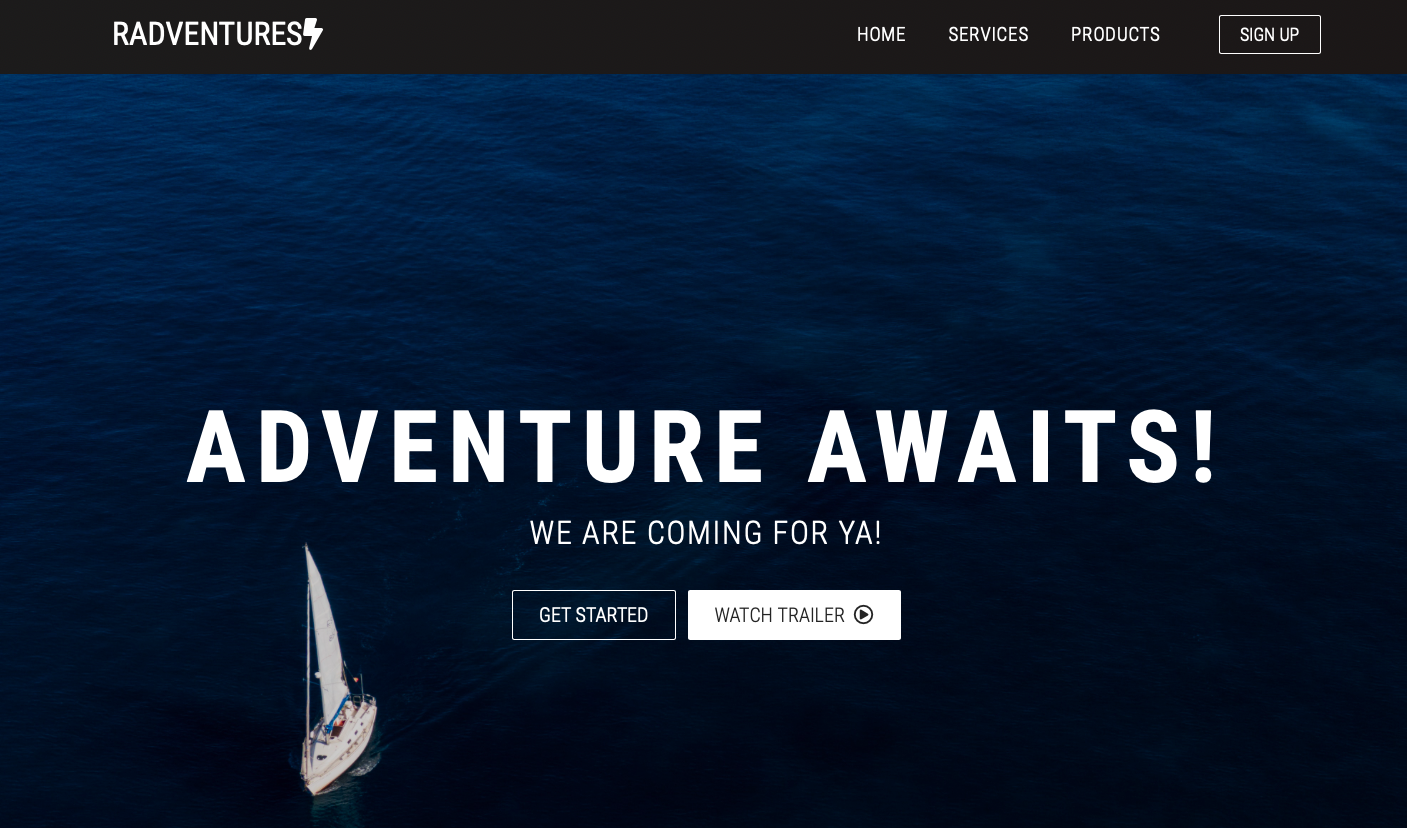 RADVENTURES
HOME SERVICES PRODUCTS SIGN UP
ADVENTURE AWAITS!
WE ARE COMING FOR YA!
GET STARTED WATCH TRAILER